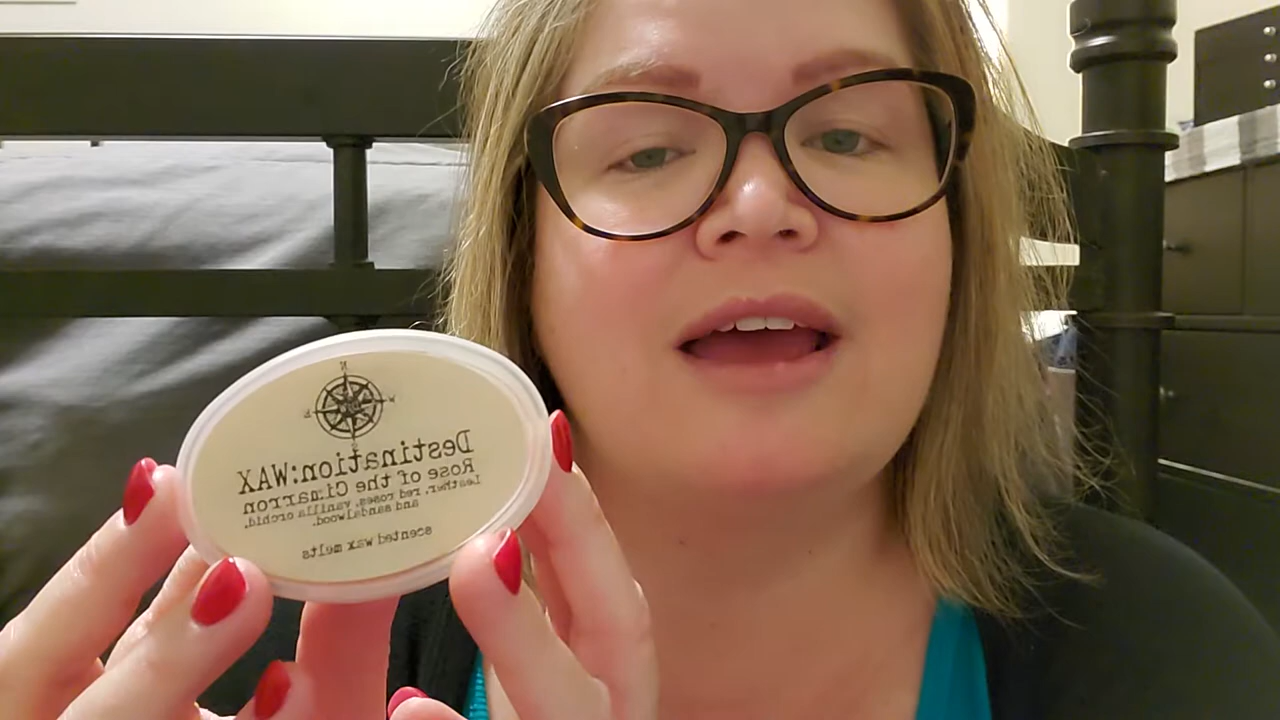 N
W
E
S
Destination:WAX
Rose of the Cimarron
Leather, red roses, vanilla orchid,
and sandalwood.
scented wax melts